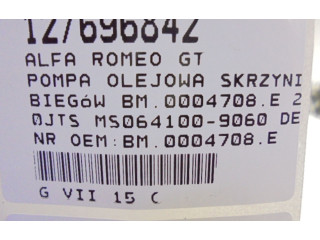 127696842
ALFA ROMEO GT
POMPA OLEJOWA SKRZYNI
BIEGÓW BM.0004708.E 2
0JTS MS064100-9060 DE
NR OEM:BM.0004708.E
G VII 15 C